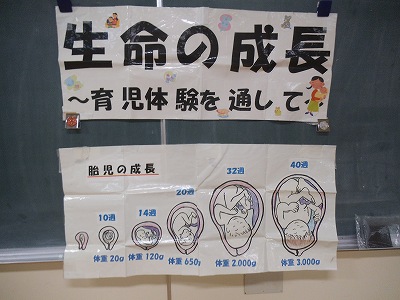 生命の成長
～育児体験を通して～
胎児の成長
10週
14週
20週
32週
40週
体重 20g
体重 120g
体重 650g
体重 2,000g
体重 3,000g